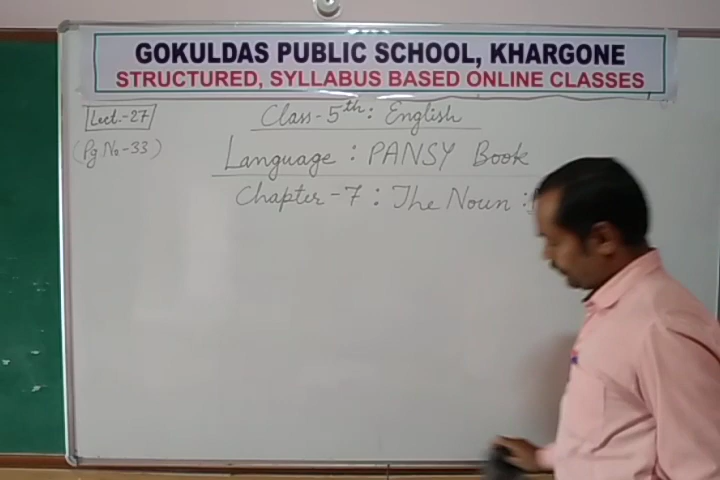 GOKULDAS PUBLIC SCHOOL, KHARGONE
STRUCTURED, SYLLABUS BASED ONLINE CLASSES
Lect.-27
Class-5th: English
(Pg No-33)
Language : PANSY Book
Chapter-7 : The Noun :